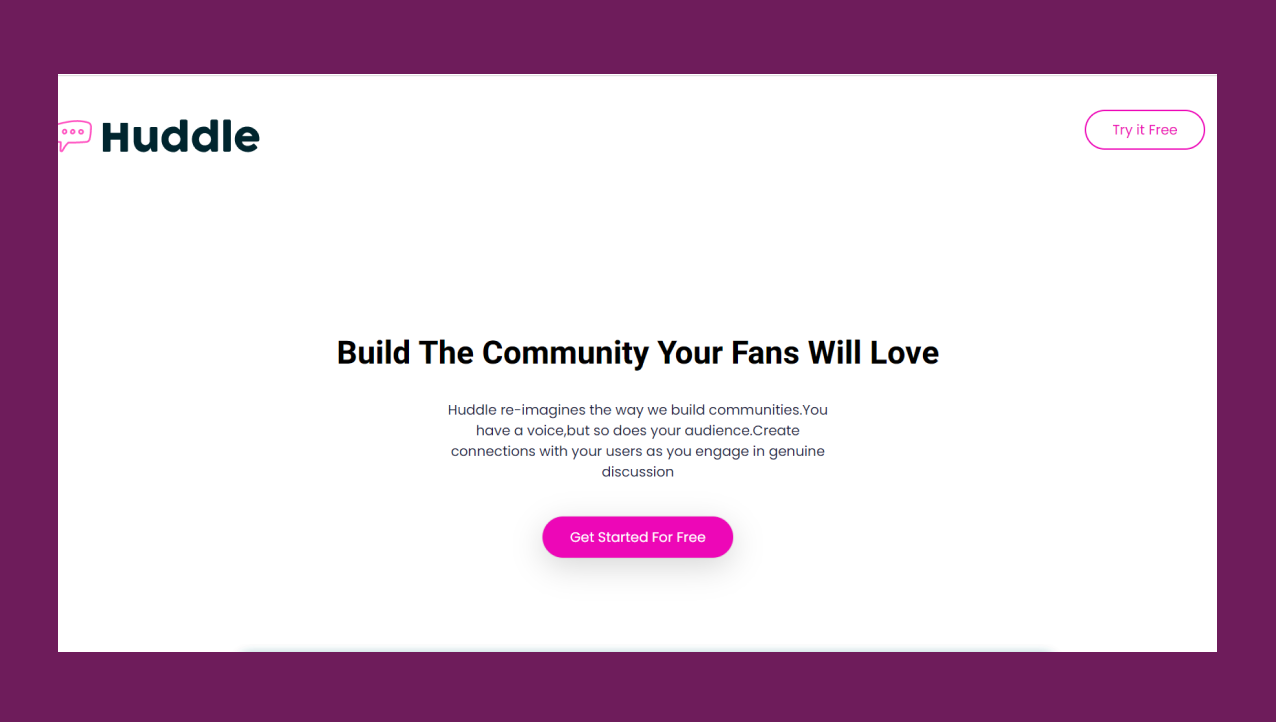 Huddle
Try it Free
Build The Community Your Fans Will Love
Huddle re-imagines the way we build communities.You
have a voice,but so does your audience.Create
connections with your users as you engage in genuine
discussion
Get Started For Free